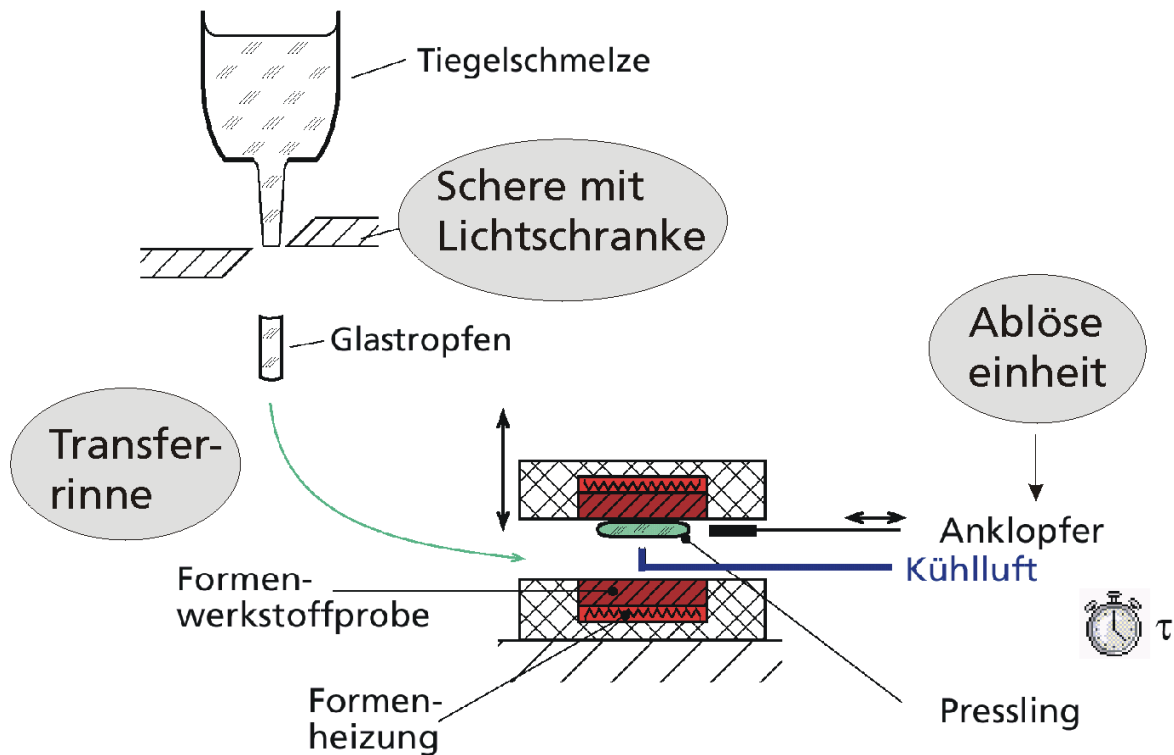 Tiegelschmelze
Schere mit
Lichtschranke
Glastropfen
Ablöse
einheit
Transfer-
rinne
Anklopfer
Kühlluft
Formen-
werkstoffprobe
τ
Formen-
heizung
Pressling